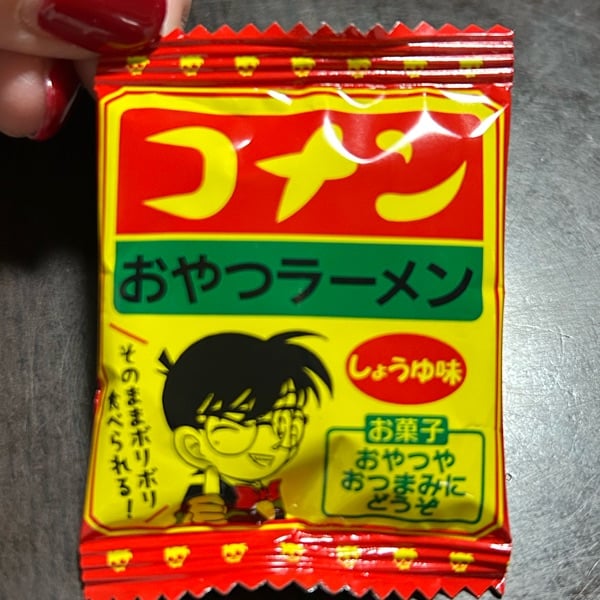 コナン
おやつラーメン
しょうゆ味
そのままポリポリ
食べられる！
お菓子
おやつや
おつまみに
どうぞ